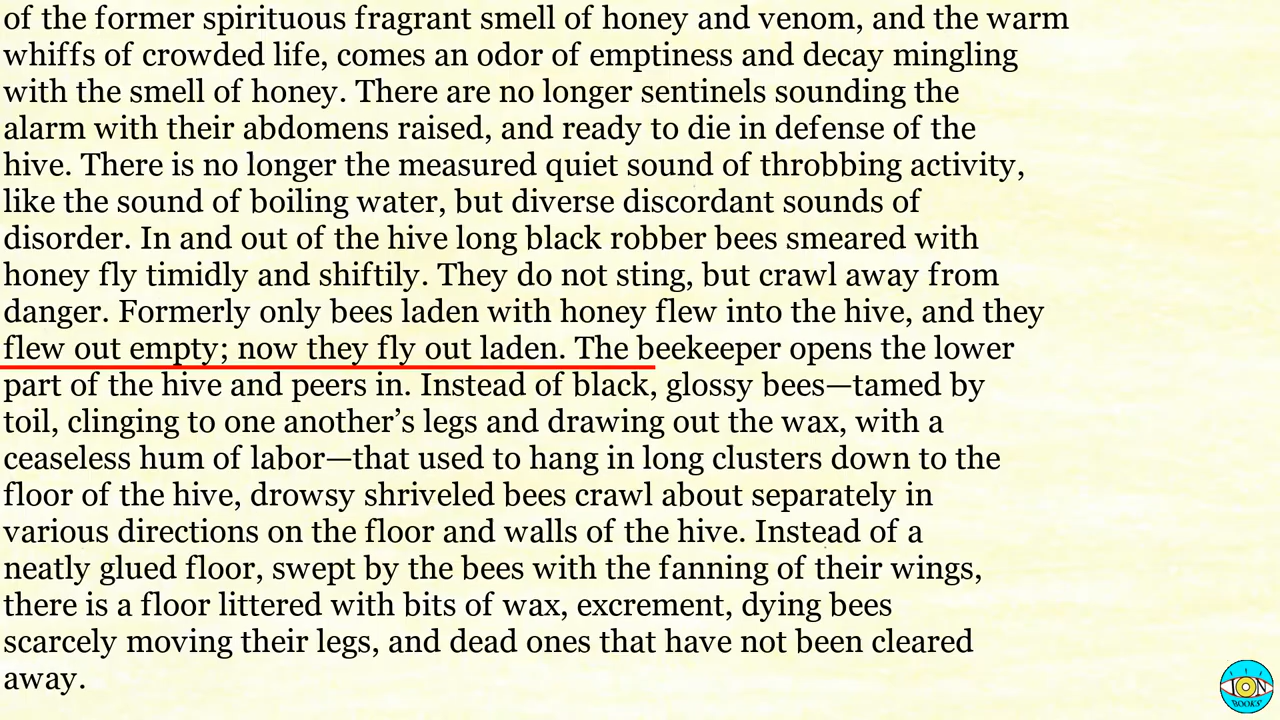 of the former spirituous fragrant smell of honey and venom, and the warm
whiffs of crowded life, comes an odor of emptiness and decay mingling
with the smell of honey. There are no longer sentinels sounding the
alarm with their abdomens raised, and ready to die in defense of the
hive. There is no longer the measured quiet sound of throbbing activity,
like the sound of boiling water, but diverse discordant sounds of
disorder. In and out of the hive long black robber bees smeared with
honey fly timidly and shiftily. They do not sting, but crawl away from
danger. Formerly only bees laden with honey flew into the hive, and they
flew out empty; now they fly out laden. The beekeeper opens the lower
part of the hive and peers in. Instead of black, glossy bees—tamed by
toil, clinging to one another’s legs and drawing out the wax, with a
ceaseless hum of labor—that used to hang in long clusters down to the
floor of the hive, drowsy shriveled bees crawl about separately in
various directions on the floor and walls of the hive. Instead of a
neatly glued floor, swept by the bees with the fanning of their wings,
there is a floor littered with bits of wax, excrement, dying bees
scarcely moving their legs, and dead ones that have not been cleared
away.
ION
BOOKS